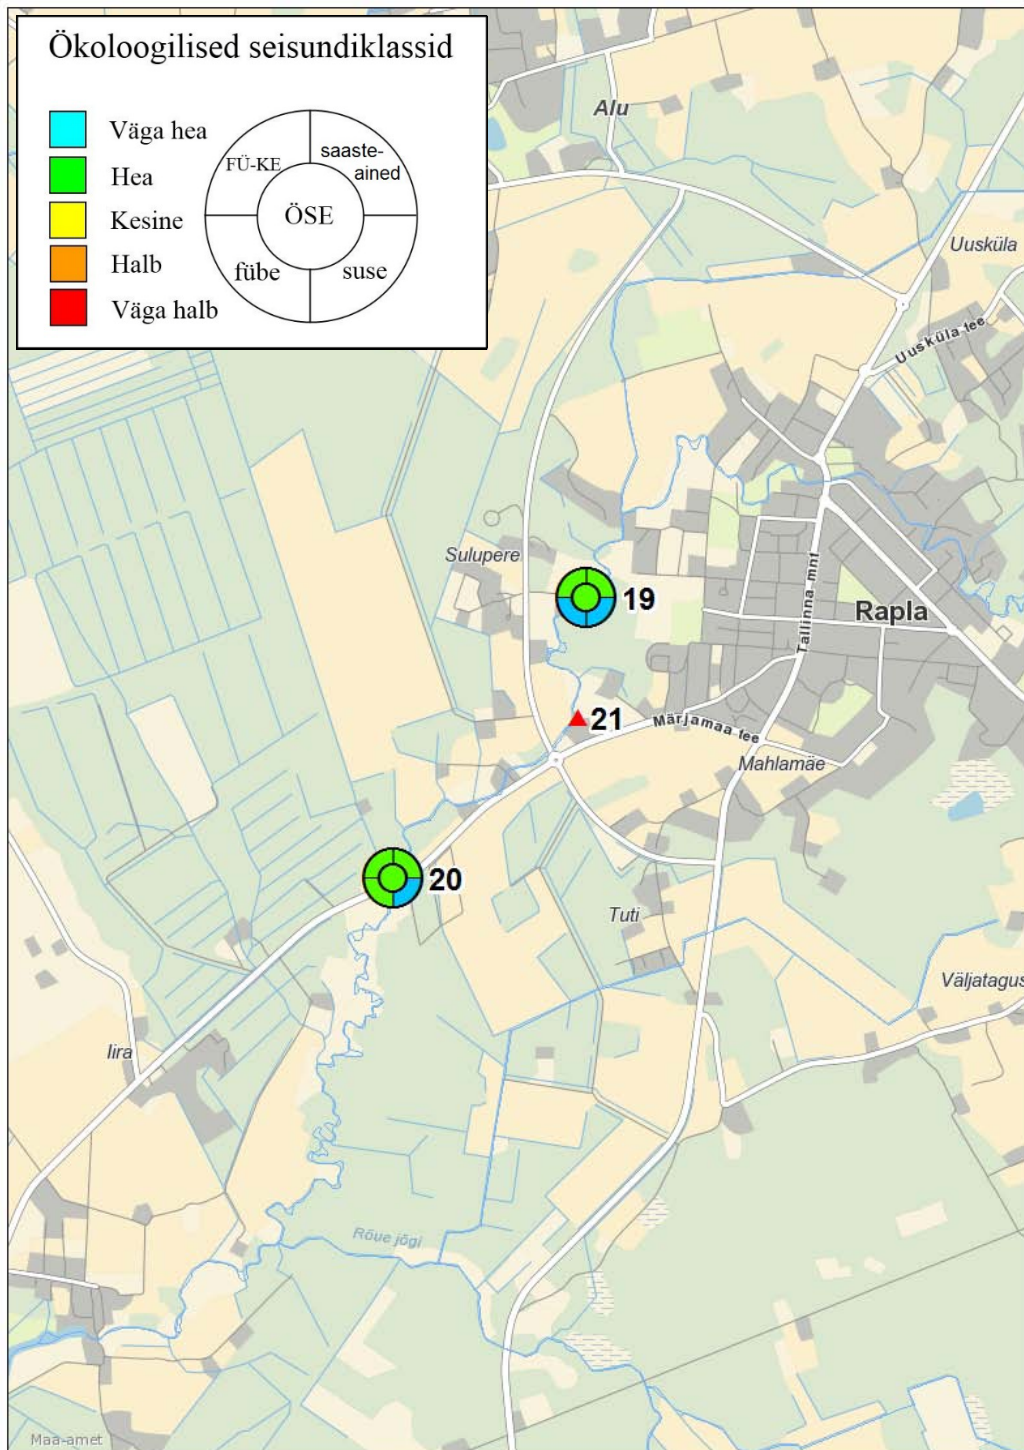 Ökoloogilised seisundiklassid
Väga hea
Hea
Kesine
Halb
Väga halb
FÜ-KE
saaste-
ained
ÖSE
fübe
suse
Alu
Uusküla
Uusküla tee
Sulupere
19
Tallinna mnt
Rapla
21
Märjamaa tee
Mahlamäe
20
Tuti
Väljatagus
Iira
Rõue jõgi
Maa-amet